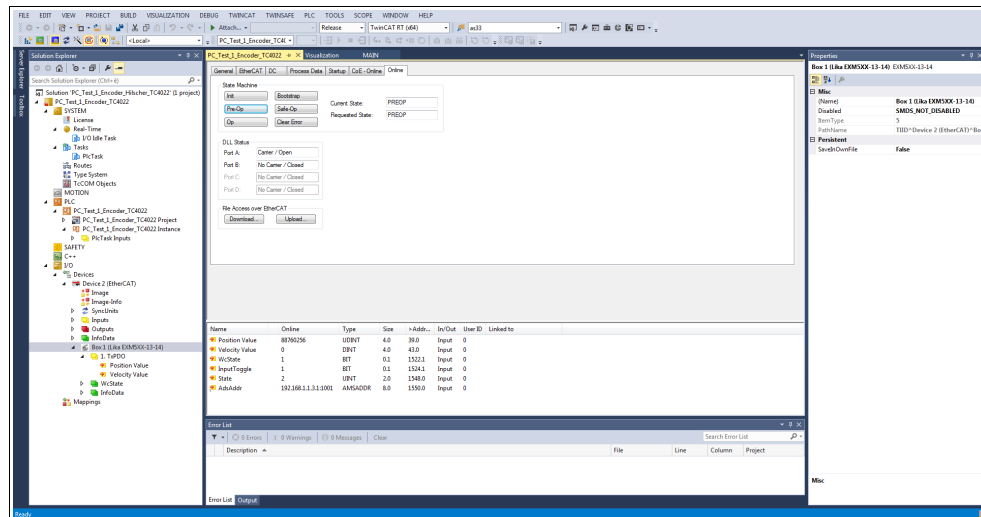 FILE EDIT VIEW PROJECT BUILD VISUALIZATION DEBUG TWINCAT TWINSAFE PLC TOOLS SCOPE WINDOW HELP
Attach... Release TwinCAT RT (x64) as33
<Local> PC_Test_1_Encoder_TC4(
Server Explorer
Toolbox
Solution Explorer
Search Solution Explorer (Ctrl+è)
Solution 'PC_Test_1_Encoder_Hilscher_TC4022' (1 project)
PC_Test_1_Encoder_TC4022
SYSTEM
License
Real-Time
I/O Idle Task
Tasks
PlcTask
Routes
Type System
TcCOM Objects
MOTION
PLC
PC_Test_1_Encoder_TC4022
PC_Test_1_Encoder_TC4022 Project
PC_Test_1_Encoder_TC4022 Instance
PlcTask Inputs
SAFETY
C++
I/O
Devices
Device 2 (EtherCAT)
Image
Image-Info
SyncUnits
Inputs
Outputs
InfoData
Box 1 (Lika EXM5XX-13-14)
1. TxPDO
Position Value
Velocity Value
WcState
InfoData
Mappings
PC_Test_1_Encoder_TC4022 Visualization MAIN
General EtherCAT DC Process Data Startup CoE - Online Online
State Machine
Init Bootstrap
Pre-Op Safe-Op
Op Clear Error
Current State: PREOP
Requested State: PREOP
DLL Status
Port A: Carrier / Open
Port B: No Carrier / Closed
Port C: No Carrier / Closed
Port D: No Carrier / Closed
File Access over EtherCAT
Download... Upload...
Name Online Type Size >Addr... In/Out User ID Linked to
Position Value 88760256 UDINT 4.0 39.0 Input 0
Velocity Value 0 DINT 4.0 43.0 Input 0
WcState 1 BIT 0.1 1522.1 Input 0
InputToggle 1 BIT 0.1 1524.1 Input 0
State 2 UINT 2.0 1548.0 Input 0
AdsAddr 192.168.1.1.3.1:1001 AMSADDR 8.0 1550.0 Input 0
Error List
0 Errors 0 Warnings 0 Messages Clear
Search Error List
Description File Line Column Project
Error List Output
Properties
Box 1 (Lika EXM5XX-13-14) EXM5XX-13-14
Misc
(Name) Box 1 (Lika EXM5XX-13-14)
Disabled SMDS_NOT_DISABLED
ItemType 5
PathName TIID^Device 2 (EtherCAT)^Bo
Persistent
SaveInOwnFile False
Misc
Ready